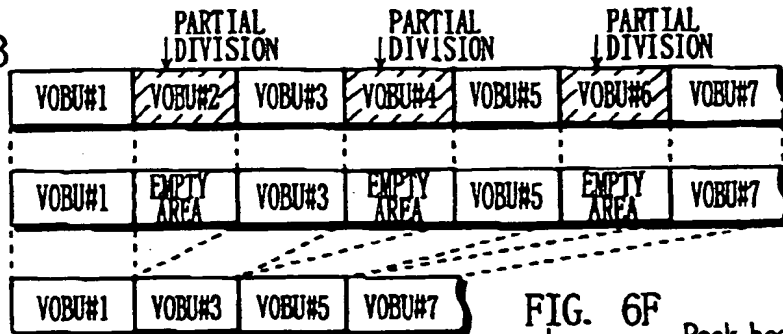 PARTIAL DIVISION PARTIAL DIVISION PARTIAL DIVISION
VOBU#1 VOBU#2 VOBU#3 VOBU#4 VOBU#5 VOBU#6 VOBU#7
VOBU#1 EMPTY AREA VOBU#3 EMPTY AREA VOBU#5 EMPTY AREA VOBU#7
VOBU#1 VOBU#3 VOBU#5 VOBU#7
FIG. 6F